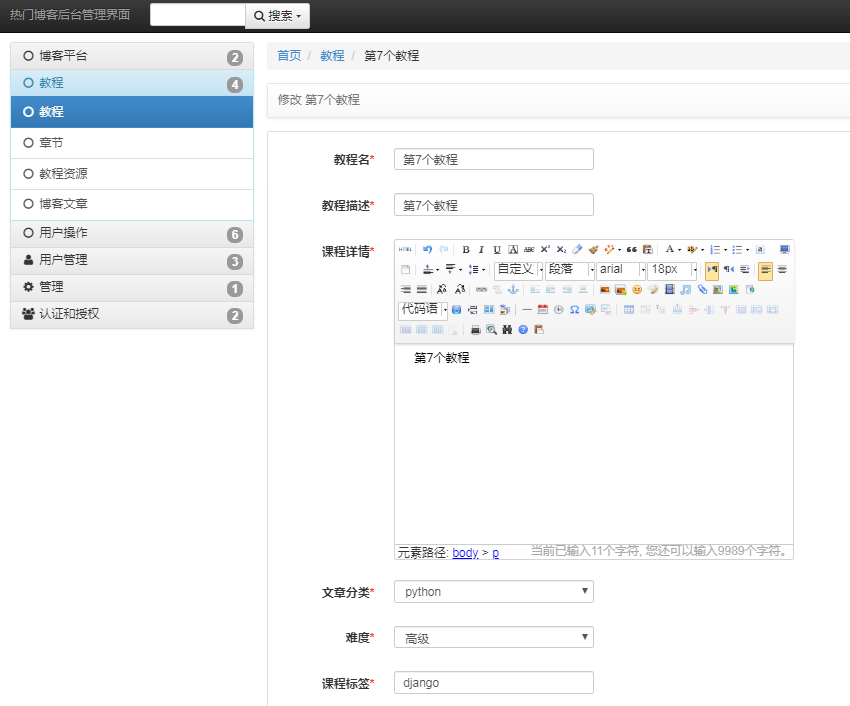 热门博客后台管理界面 搜索
博客平台 2
教程 4
教程
章节
教程资源
博客文章
用户操作 6
用户管理 3
管理 1
认证和授权 2
首页 / 教程 / 第7个教程
修改 第7个教程
教程名* 第7个教程
教程描述* 第7个教程
课程详情*
HTML B I U A ABC X² X₂ A
自定义 段落 arial 18px
代码语
第7个教程
元素路径: body > p 当前已输入11个字符, 您还可以输入9989个字符。
文章分类* python
难度* 高级
课程标签* django